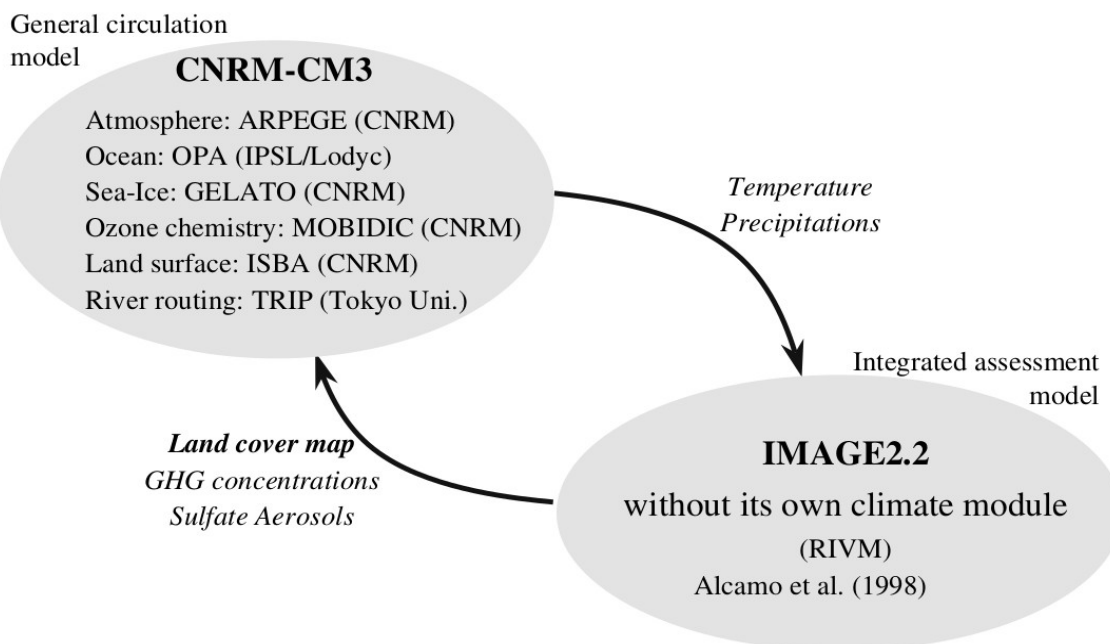 General circulation
model
CNRM-CM3
Atmosphere: ARPEGE (CNRM)
Ocean: OPA (IPSL/Lodyc)
Sea-Ice: GELATO (CNRM)
Ozone chemistry: MOBIDIC (CNRM)
Land surface: ISBA (CNRM)
River routing: TRIP (Tokyo Uni.)
Temperature
Precipitations
Integrated assessment
model
Land cover map
GHG concentrations
Sulfate Aerosols
IMAGE2.2
without its own climate module
(RIVM)
Alcamo et al. (1998)